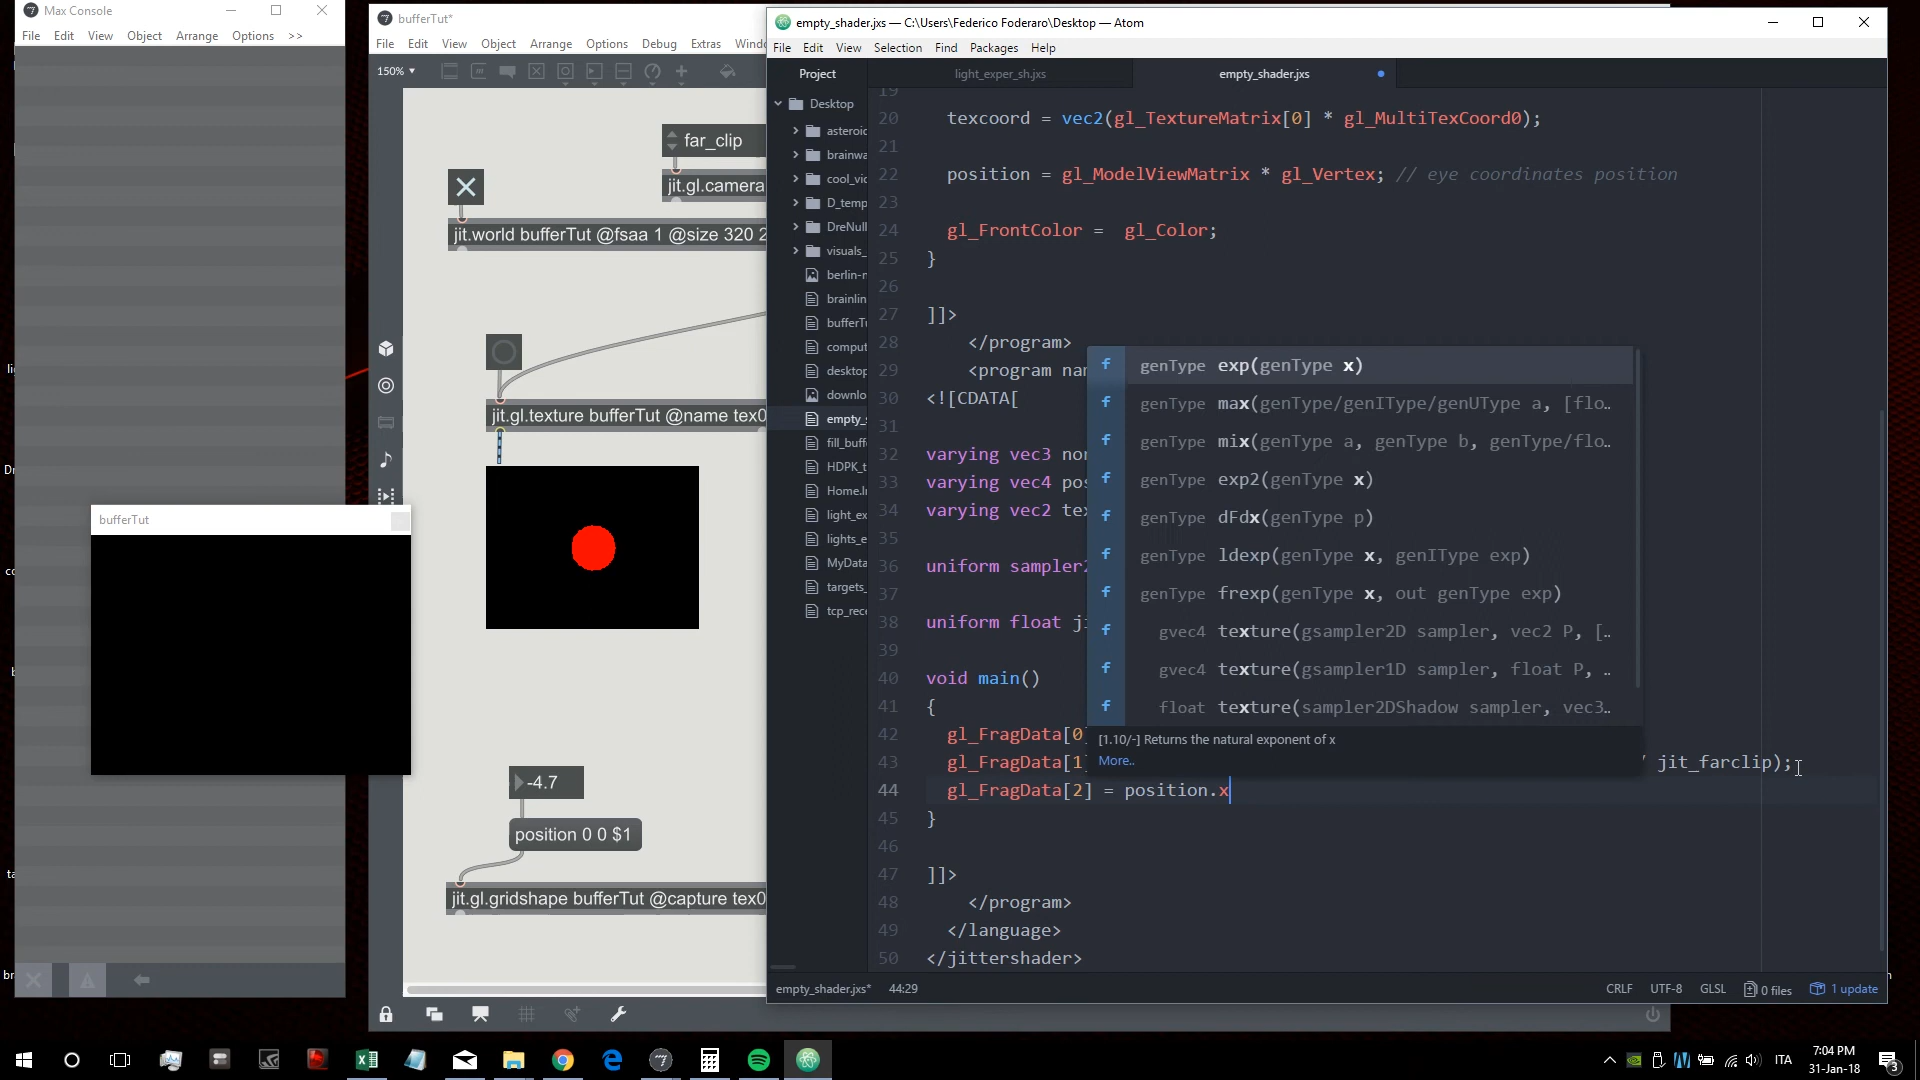 Max Console
File Edit View Object Arrange Options >>
bufferTut*
File Edit View Object Arrange Options Debug Extras Windo
150%
far_clip
jit.gl.camera
jit.world bufferTut @fsaa 1 @size 320 2
jit.gl.texture bufferTut @name tex0
bufferTut
-4.7
position 0 0 $1
jit.gl.gridshape bufferTut @capture tex0
empty_shader.jxs — C:\Users\Federico Foderaro\Desktop — Atom
File Edit View Selection Find Packages Help
Project
light_exper_sh.jxs
empty_shader.jxs
Desktop
asteroid
brainwa
cool_vid
D_temp
DreNull
visuals_
berlin-n
brainlin
bufferTu
comput
desktop
downlo
empty_s
fill_buff
HDPK_t
Home.ln
light_ex
lights_e
MyData
targets_
tcp_rece
19
20 texcoord = vec2(gl_TextureMatrix[0] * gl_MultiTexCoord0);
21
22 position = gl_ModelViewMatrix * gl_Vertex; // eye coordinates position
23
24 gl_FrontColor = gl_Color;
25 }
26
27 ]]>
28 </program>
29 <program nam
30 <![CDATA[
31
32 varying vec3 nor
33 varying vec4 pos
34 varying vec2 tex
35
36 uniform sampler2
37
38 uniform float ji
39
40 void main()
41 {
42 gl_FragData[0]
43 gl_FragData[1] / jit_farclip);
44 gl_FragData[2] = position.x
45 }
46
47 ]]>
48 </program>
49 </language>
50 </jittershader>
f genType exp(genType x)
f genType max(genType/genIType/genUType a, [flo…
f genType mix(genType a, genType b, genType/flo…
f genType exp2(genType x)
f genType dFdx(genType p)
f genType ldexp(genType x, genIType exp)
f genType frexp(genType x, out genType exp)
f gvec4 texture(gsampler2D sampler, vec2 P, […
f gvec4 texture(gsampler1D sampler, float P, …
f float texture(sampler2DShadow sampler, vec3…
[1.10/-] Returns the natural exponent of x
More..
empty_shader.jxs* 44:29
CRLF UTF-8 GLSL 0 files 1 update
ITA
7:04 PM
31-Jan-18
3